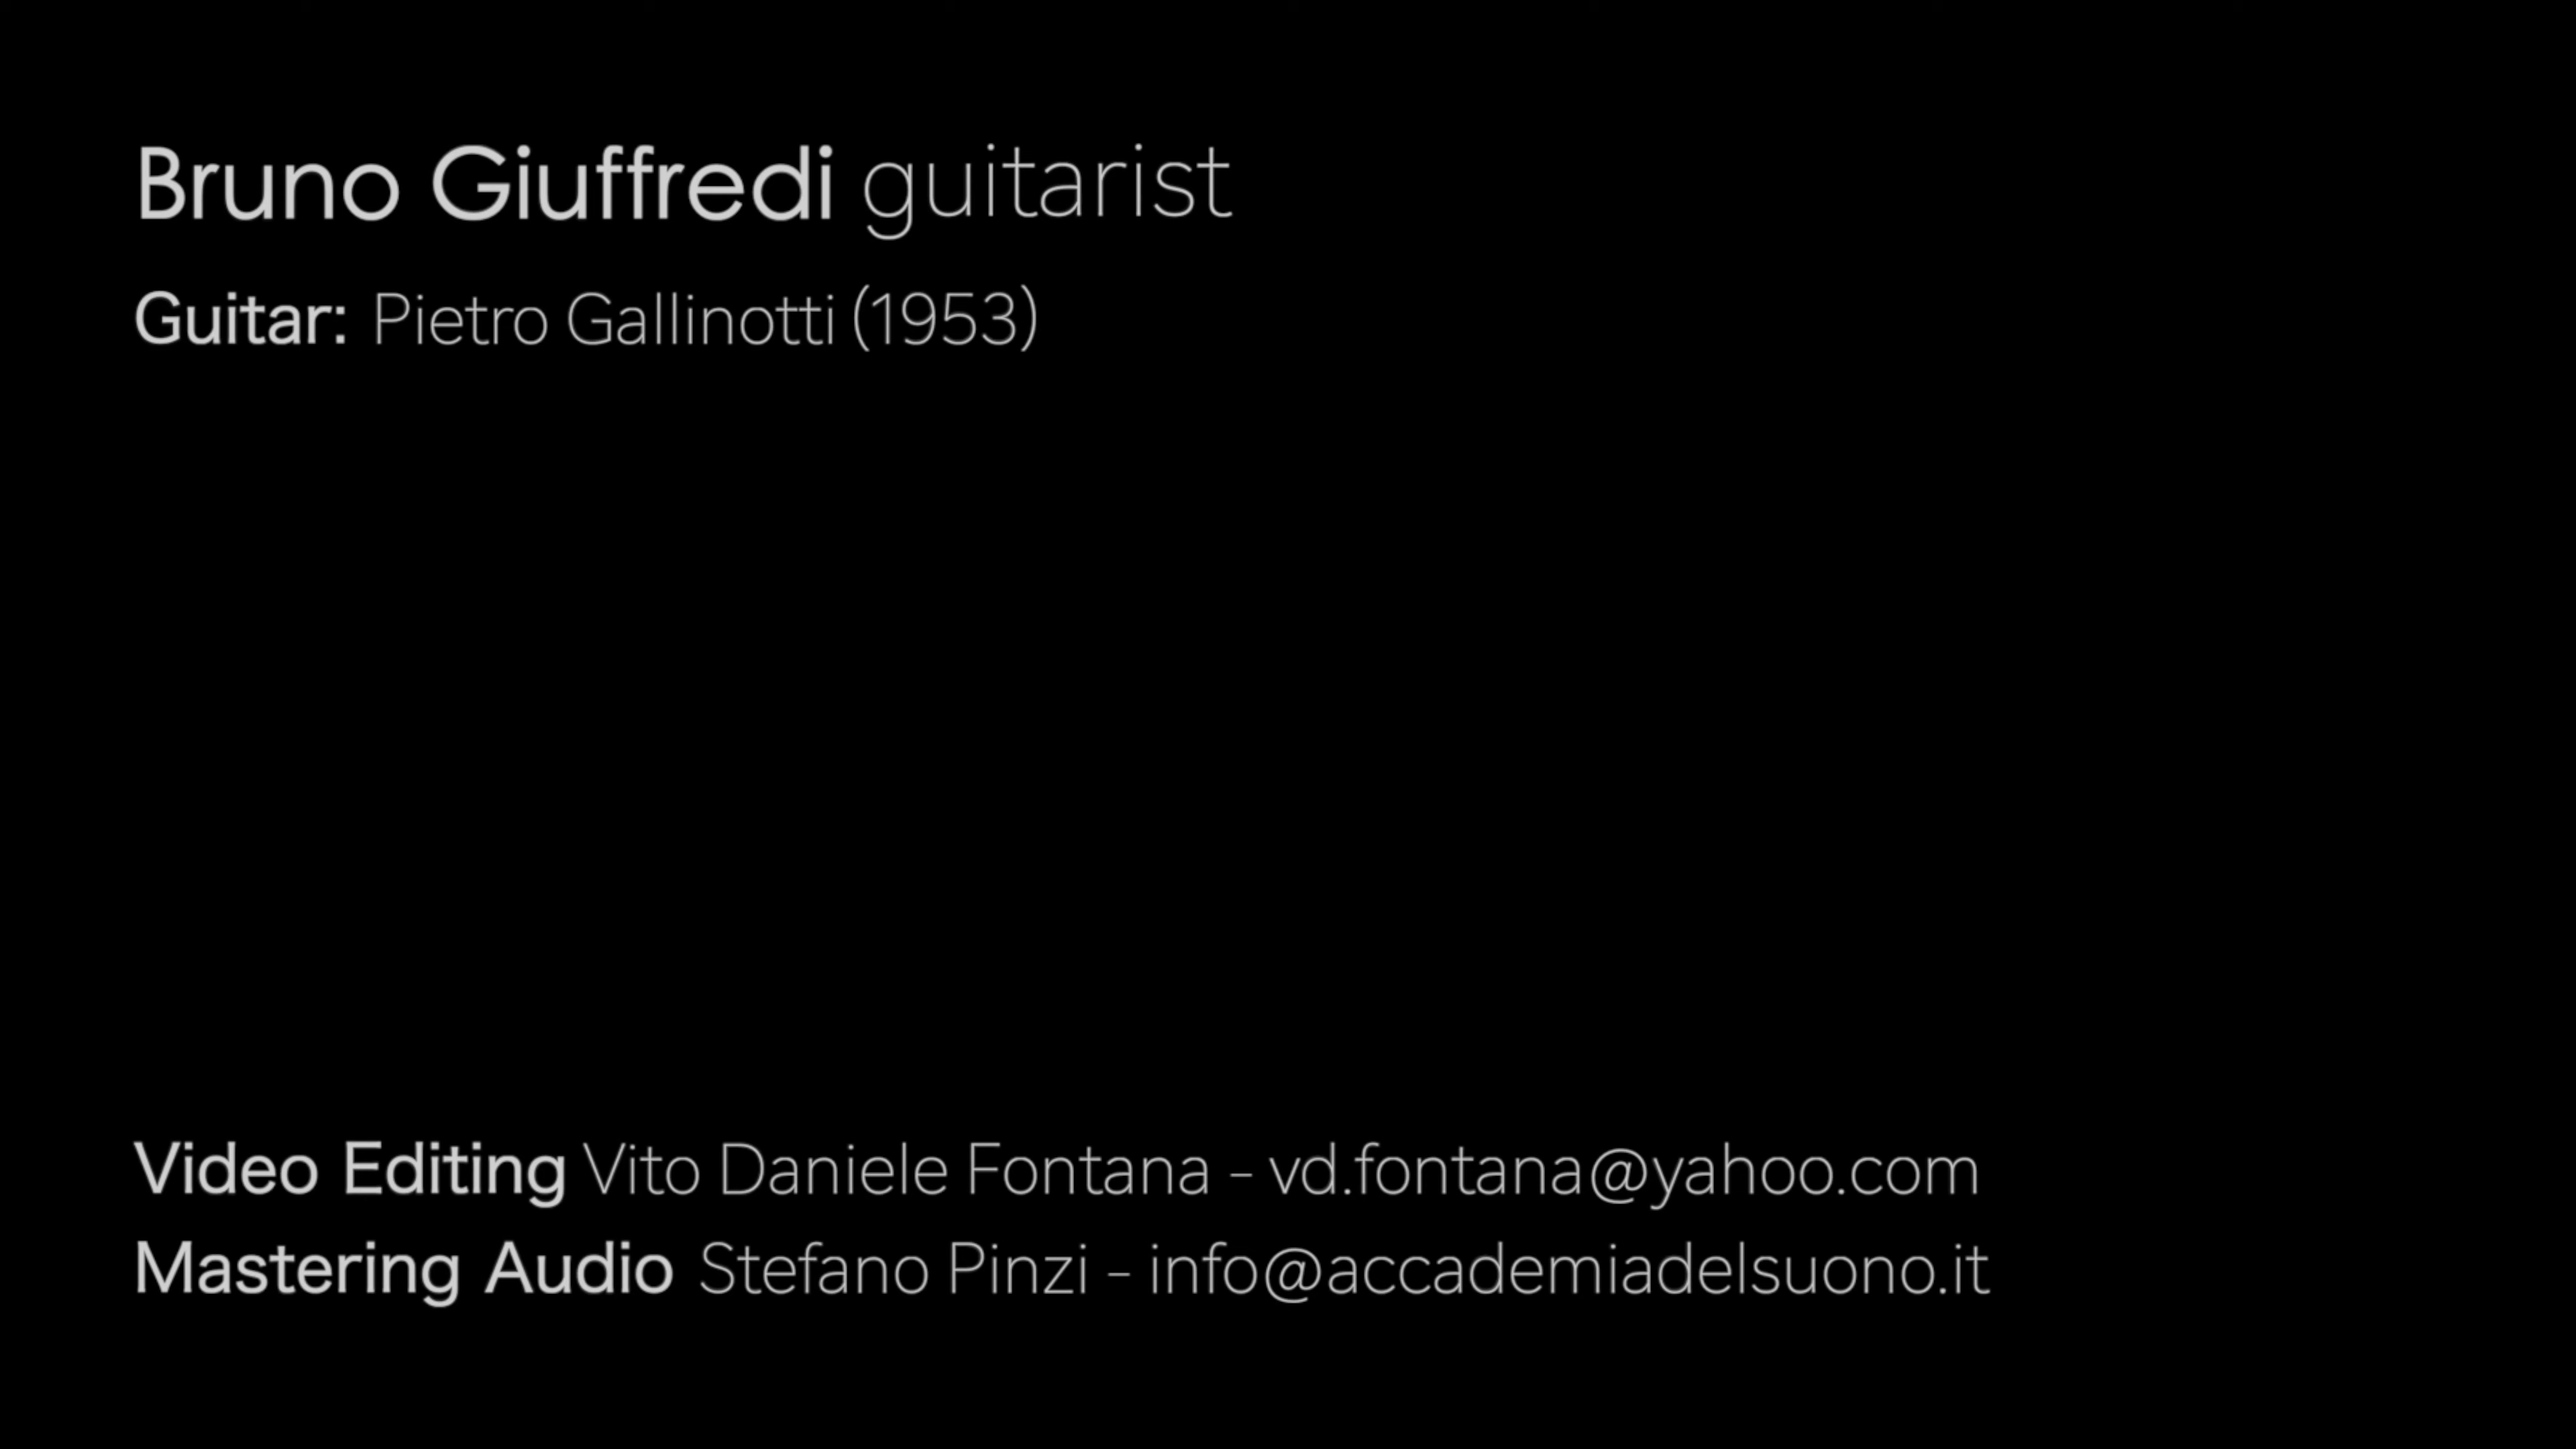 Bruno Giuffredi guitarist
Guitar: Pietro Gallinotti (1953)
Video Editing Vito Daniele Fontana - vd.fontana@yahoo.com
Mastering Audio Stefano Pinzi - info@accademiadelsuono.it